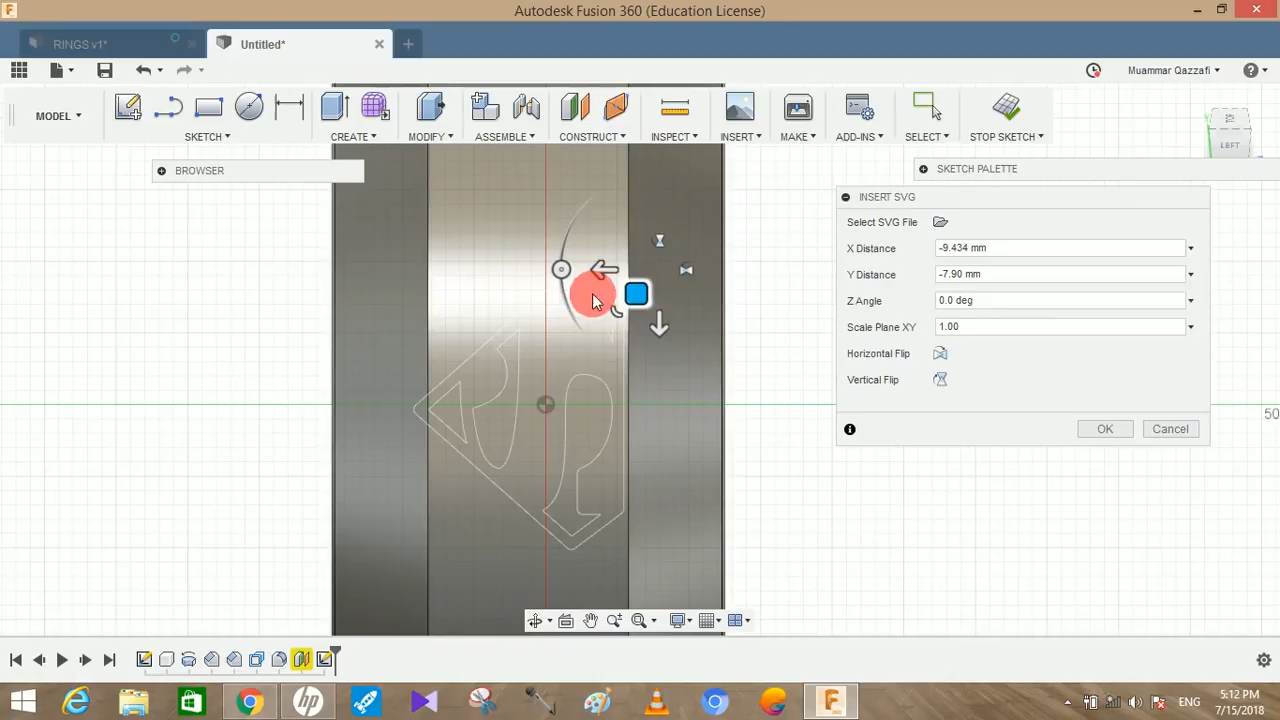 Autodesk Fusion 360 (Education License)
RINGS v1*
Untitled*
Muammar Qazzafi
MODEL
SKETCH
CREATE
MODIFY
ASSEMBLE
CONSTRUCT
INSPECT
INSERT
MAKE
ADD-INS
SELECT
STOP SKETCH
LEFT
BROWSER
SKETCH PALETTE
INSERT SVG
Select SVG File
X Distance -9.434 mm
Y Distance -7.90 mm
Z Angle 0.0 deg
Scale Plane XY 1.00
Horizontal Flip
Vertical Flip
50
OK Cancel
ENG
5:12 PM
7/15/2018